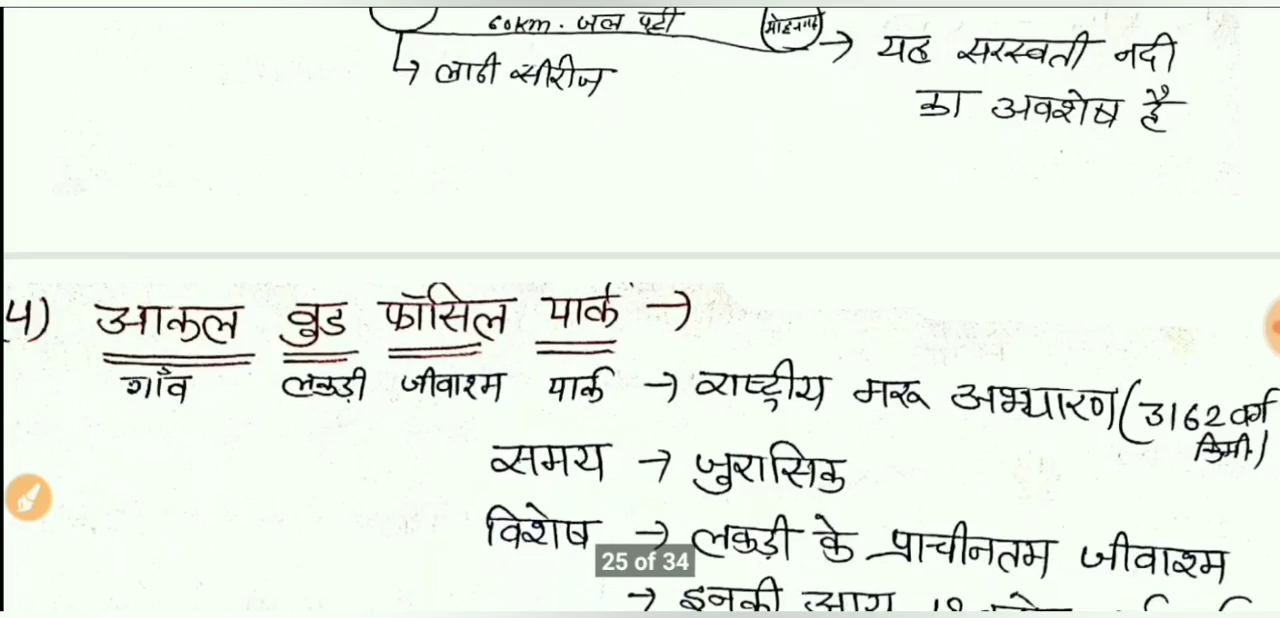 60km. जल पट्टी
मोहनगढ़
→ यह सरस्वती नदी
का अवशेष है
↳ लाठी सीरीज
4) आकल वुड फॉसिल पार्क →
गाँव लकड़ी जीवाश्म पार्क → राष्ट्रीय मरू अभ्यारण (3162 वर्ग
किमी)
समय → जुरासिक
विशेष → लकड़ी के प्राचीनतम जीवाश्म
25 of 34
→ इनकी आयु